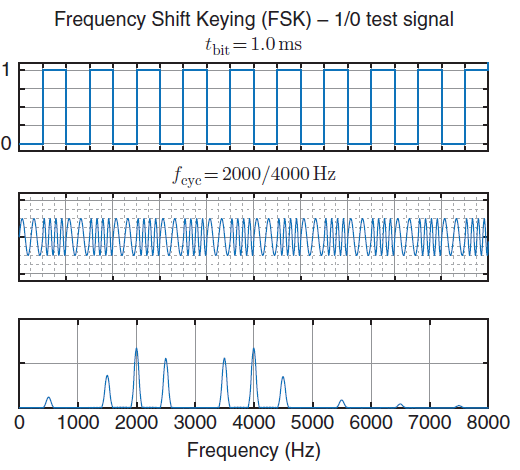 Frequency Shift Keying (FSK) – 1/0 test signal
t_bit = 1.0 ms
1
0
f_cyc = 2000/4000 Hz
0 1000 2000 3000 4000 5000 6000 7000 8000
Frequency (Hz)